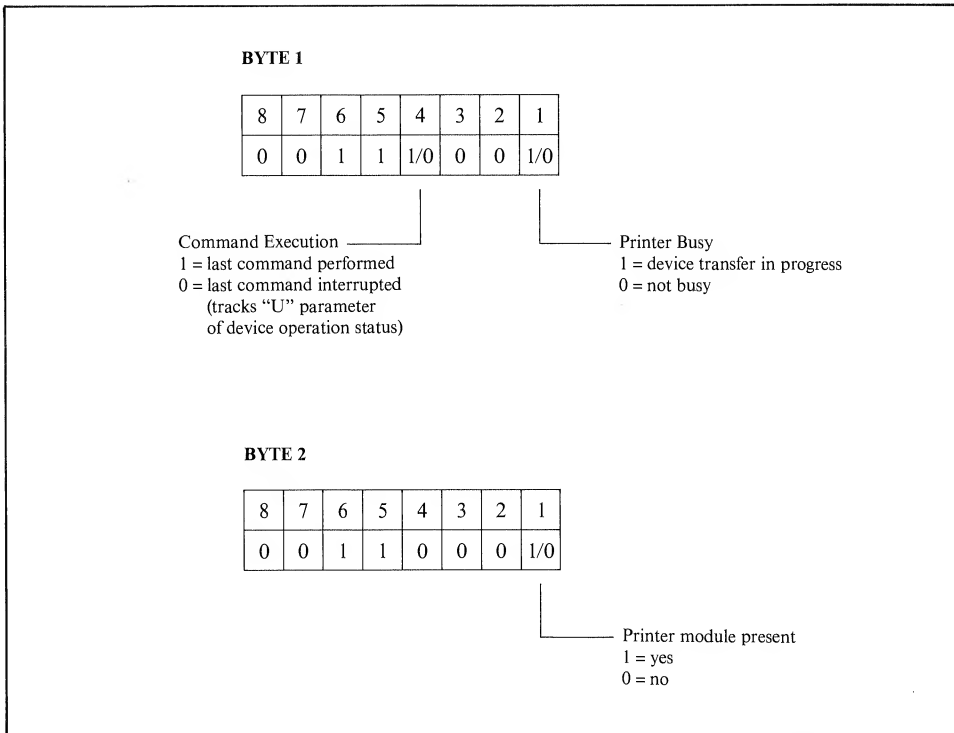 BYTE 1
8 7 6 5 4 3 2 1
0 0 1 1 1/0 0 0 1/0
Command Execution
1 = last command performed
0 = last command interrupted
(tracks “U” parameter
of device operation status)
Printer Busy
1 = device transfer in progress
0 = not busy
BYTE 2
8 7 6 5 4 3 2 1
0 0 1 1 0 0 0 1/0
Printer module present
1 = yes
0 = no